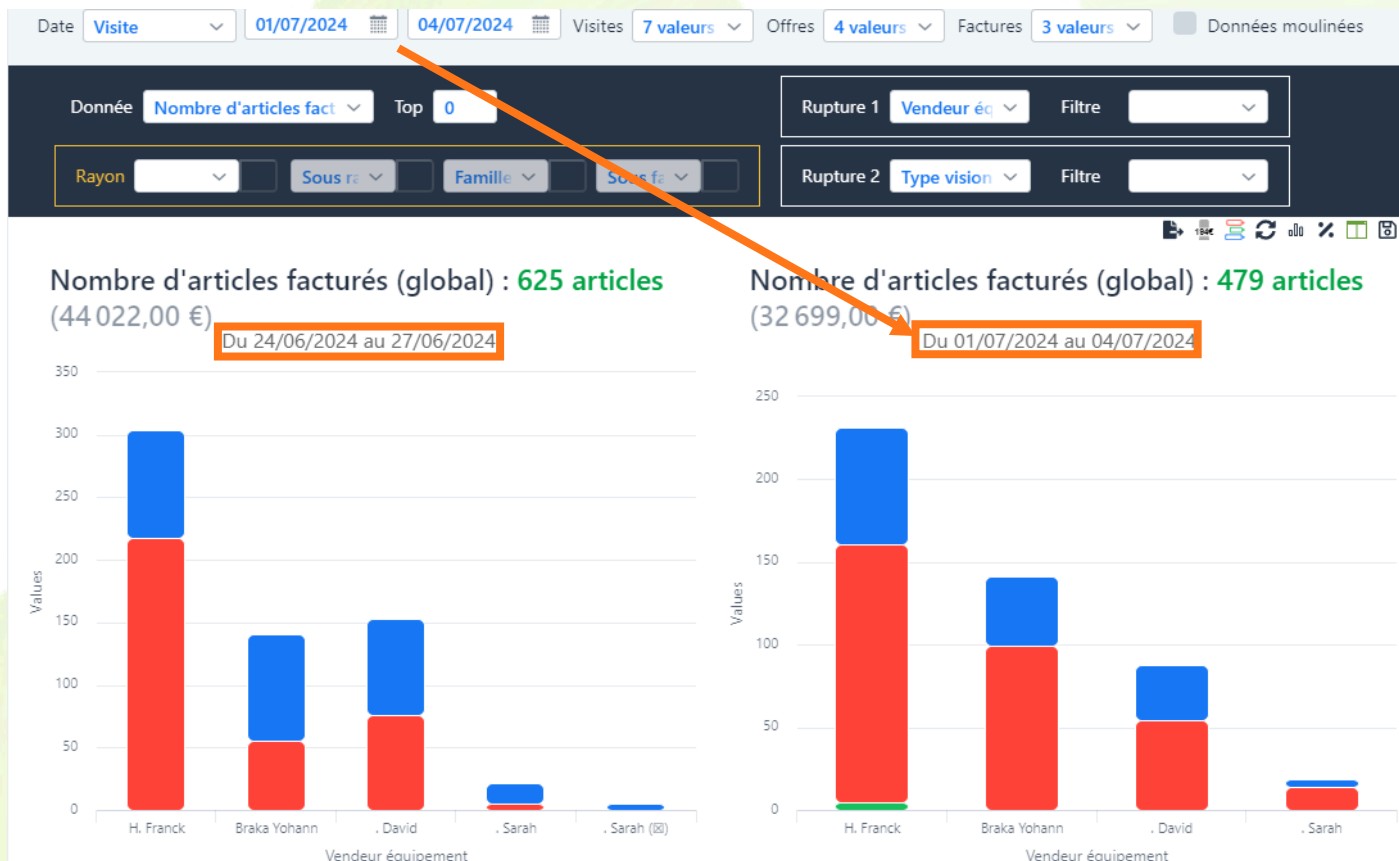 Date Visite 01/07/2024 04/07/2024 Visites 7 valeurs Offres 4 valeurs Factures 3 valeurs Données moulinées
Donnée Nombre d'articles fact Top 0 Rupture 1 Vendeur éq Filtre
Rayon Sous ra Famille Sous fa Rupture 2 Type vision Filtre
Nombre d'articles facturés (global) : 625 articles
(44 022,00 €)
Du 24/06/2024 au 27/06/2024
350
300
250
200
150
100
50
0
Values
H. Franck Braka Yohann . David . Sarah . Sarah (☒)
Vendeur équipement
Nombre d'articles facturés (global) : 479 articles
(32 699,00 €)
Du 01/07/2024 au 04/07/2024
250
200
150
100
50
0
Values
H. Franck Braka Yohann . David . Sarah
Vendeur équipement